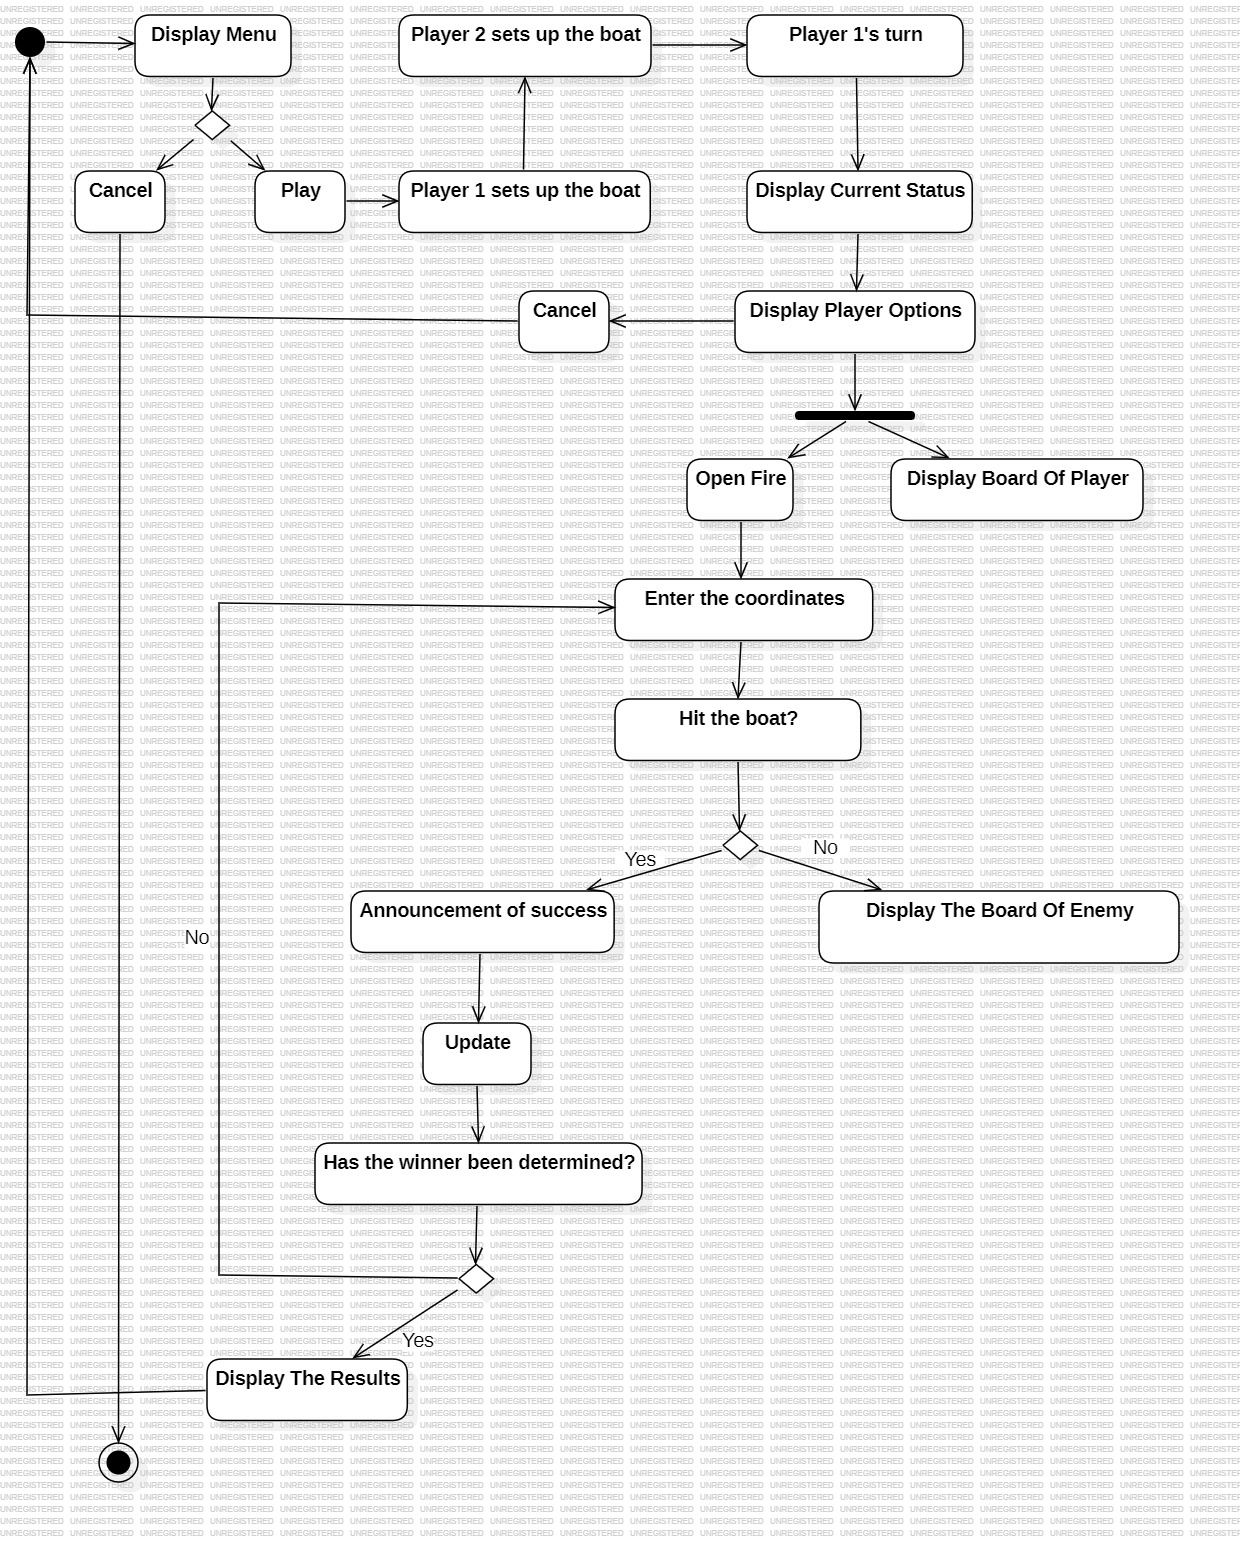 Display Menu
Player 2 sets up the boat
Player 1's turn
Cancel
Play
Player 1 sets up the boat
Display Current Status
Cancel
Display Player Options
Open Fire
Display Board Of Player
Enter the coordinates
Hit the boat?
Yes
No
Announcement of success
Display The Board Of Enemy
No
Update
Has the winner been determined?
Yes
Display The Results
UNREGISTERED